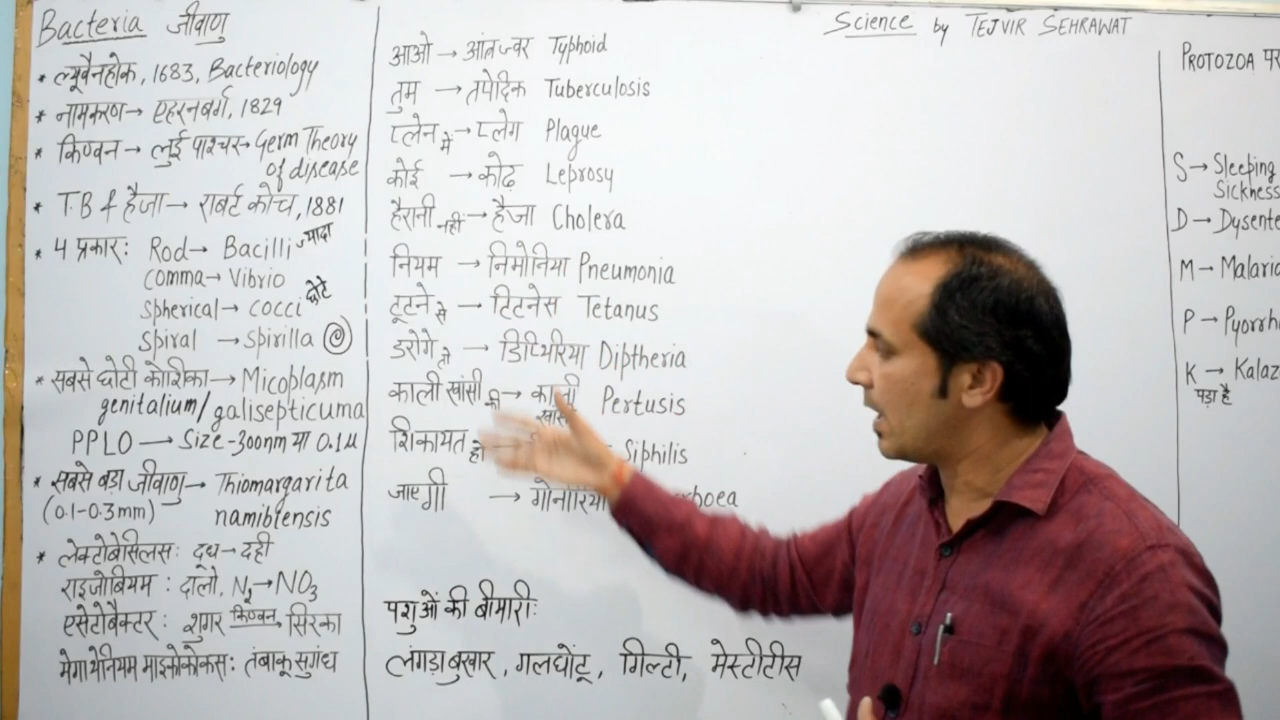 Bacteria जीवाणु
* ल्यूवैनहोक, 1683, Bacteriology
* नामकरण → एहरनबर्ग, 1829
* किण्वन → लुई पाश्चर → Germ Theory
of disease
* T.B & हैजा → राबर्ट कोच, 1881
* 4 प्रकार: Rod → Bacilli ज्यादा
comma → Vibrio
Spherical → cocci छोटे
Spiral → Spirilla
* सबसे छोटी कोशिका → Micoplasm
genitalium/galisepticuma
PPLO → Size-300nm या 0.1µ
* सबसे बड़ा जीवाणु → Thiomargarita
(0.1-0.3mm) namibiensis
* लेक्टोबेसिलस: दूध → दही
राइजोबियम: दालो, N₂ → NO₃
एसेटोबैक्टर: शुगर किण्वन → सिरका
मेगाथेनियम माइक्रोकोकस: तंबाकू सुगंध
आओ → आंत्रज्वर Typhoid
तुम → तपेदिक Tuberculosis
प्लेन में → प्लेग Plague
कोई → कोढ़ Leprosy
हैरानी नहीं → हैजा Cholera
नियम → निमोनिया Pneumonia
टूटने से → टिटनेस Tetanus
डरोगे तो → डिप्थिरिया Diptheria
काली खांसी की → काली खांसी Pertusis
शिकायत हो → Siphilis
जाएगी → गोनोरिया rhoea
पशुओं की बीमारी:
लंगड़ा बुखार, गलघोंटू, गिल्टी, मेस्टीटीस
Science by TEJVIR SEHRAWAT
PROTOZOA पर
S → Sleeping
Sickness
D → Dysente
M → Malaria
P → Pyorrh
K → Kalaz
पड़ा है